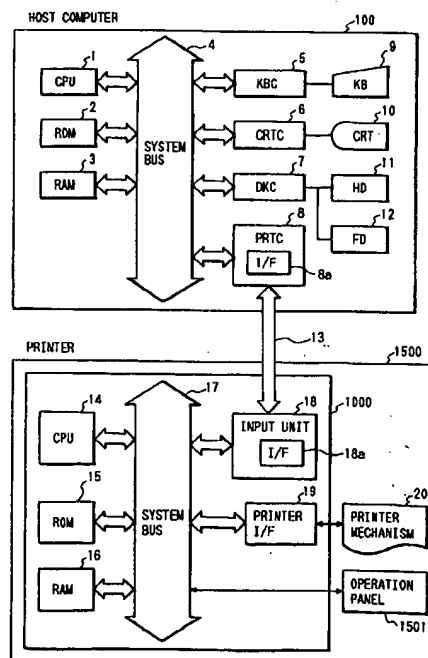 HOST COMPUTER
100
1
CPU
2
ROM
3
RAM
4
SYSTEM
BUS
5
KBC
9
KB
6
CRTC
10
CRT
7
DKC
11
HD
12
FD
8
PRTC
I/F
8a
13
PRINTER
1500
1000
14
CPU
15
ROM
16
RAM
17
SYSTEM
BUS
18
INPUT UNIT
I/F
18a
19
PRINTER
I/F
20
PRINTER
MECHANISM
OPERATION
PANEL
1501